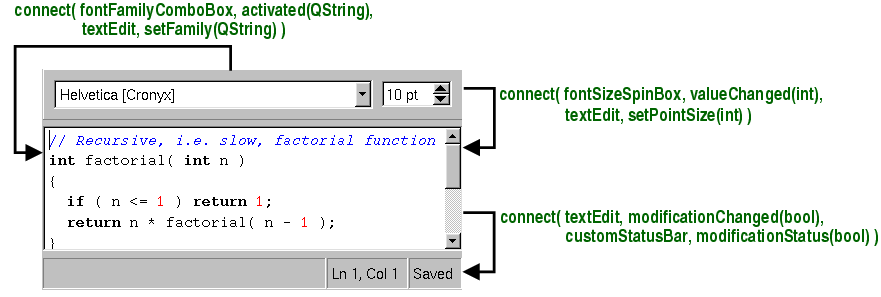 connect( fontFamilyComboBox, activated(QString),
textEdit, setFamily(QString) )
Helvetica [Cronyx]
10 pt
connect( fontSizeSpinBox, valueChanged(int),
textEdit, setPointSize(int) )
// Recursive, i.e. slow, factorial function
int factorial( int n )
{
if ( n <= 1 ) return 1;
return n * factorial( n - 1 );
}
connect( textEdit, modificationChanged(bool),
customStatusBar, modificationStatus(bool) )
Ln 1, Col 1
Saved